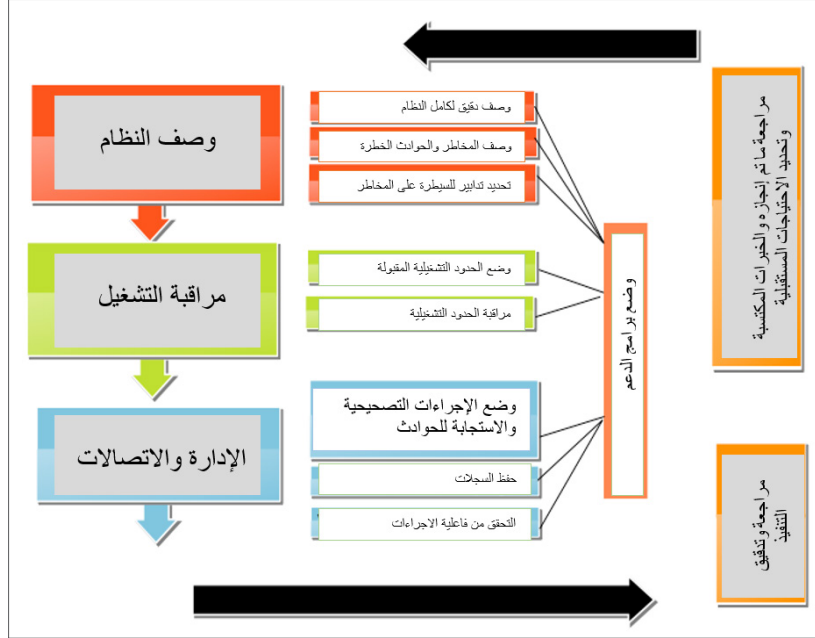 وصف النظام
وصف دقيق لكامل النظام
وصف المخاطر والحوادث الخطرة
تحديد تدابير للسيطرة على المخاطر
مراقبة التشغيل
وضع الحدود التشغيلية المقبولة
مراقبة الحدود التشغيلية
الإدارة والاتصالات
وضع الإجراءات التصحيحية
والاستجابة للحوادث
حفظ السجلات
التحقق من فاعلية الاجراءات
وضع برامج الدعم
مراجعة ما تم إنجازه والخبرات المكتسبة
وتحديد الاحتياجات المستقبلية
مراجعة وتدقيق
التنفيذ